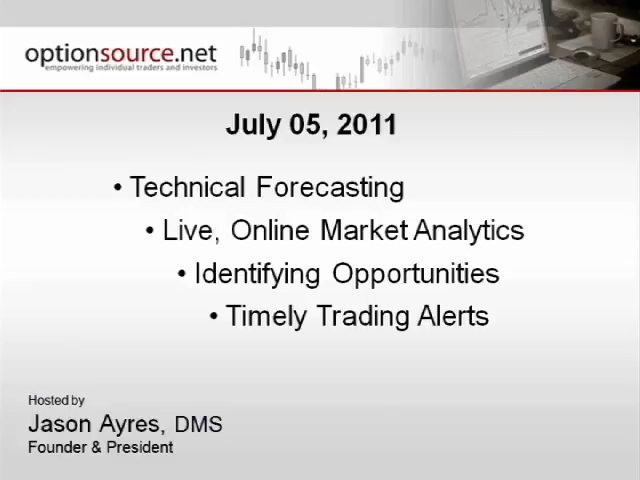 optionsource.net
empowering individual traders and investors
July 05, 2011
• Technical Forecasting
• Live, Online Market Analytics
• Identifying Opportunities
• Timely Trading Alerts
Hosted by
Jason Ayres, DMS
Founder & President